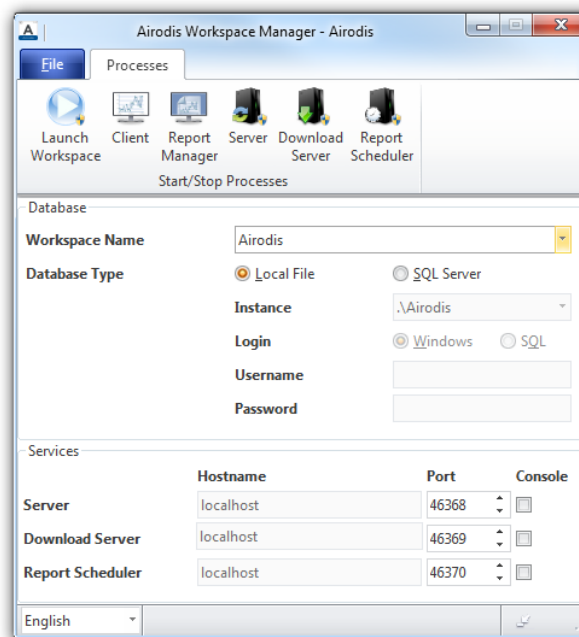 A
Airodis Workspace Manager - Airodis
File Processes
Launch Workspace
Client
Report Manager
Server
Download Server
Report Scheduler
Start/Stop Processes
Database
Workspace Name Airodis
Database Type Local File SQL Server
Instance .\Airodis
Login Windows SQL
Username
Password
Services
Hostname Port Console
Server localhost 46368
Download Server localhost 46369
Report Scheduler localhost 46370
English